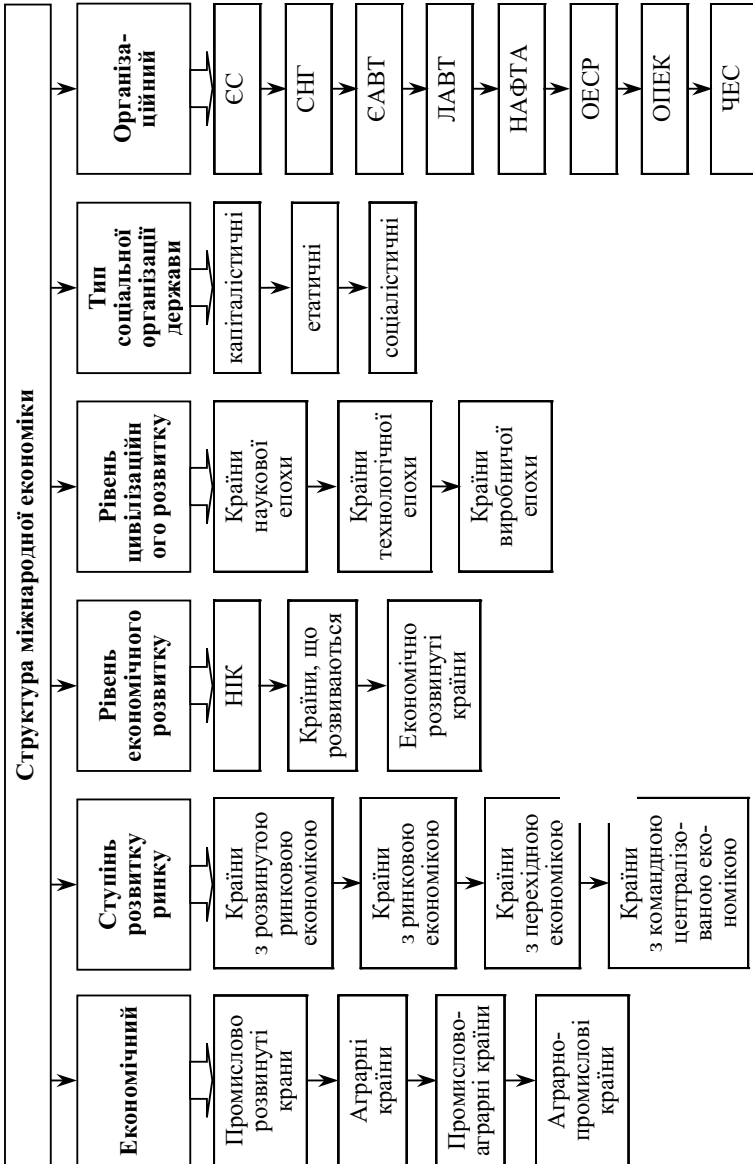 Структура міжнародної економіки
Економічний
Промислово
розвинуті
крани
Аграрні
країни
Промислово-
аграрні країни
Аграрно-
промислові
країни
Ступінь
розвитку
ринку
Країни
з розвинутою
ринковою
економікою
Країни
з ринковою
економікою
Країни
з перехідною
економікою
Країни
з командною
централізо-
ваною еко-
номікою
Рівень
економічного
розвитку
НІК
Країни, що
розвиваються
Економічно
розвинуті
країни
Рівень
цивілізаційн
ого розвитку
Країни
наукової
епохи
Країни
технологічної
епохи
Країни
виробничої
епохи
Тип
соціальної
організації
держави
капіталістичні
етатичні
соціалістичні
Організа-
ційний
ЄС
СНГ
ЄАВТ
ЛАВТ
НАФТА
ОЕСР
ОПЕК
ЧЕС